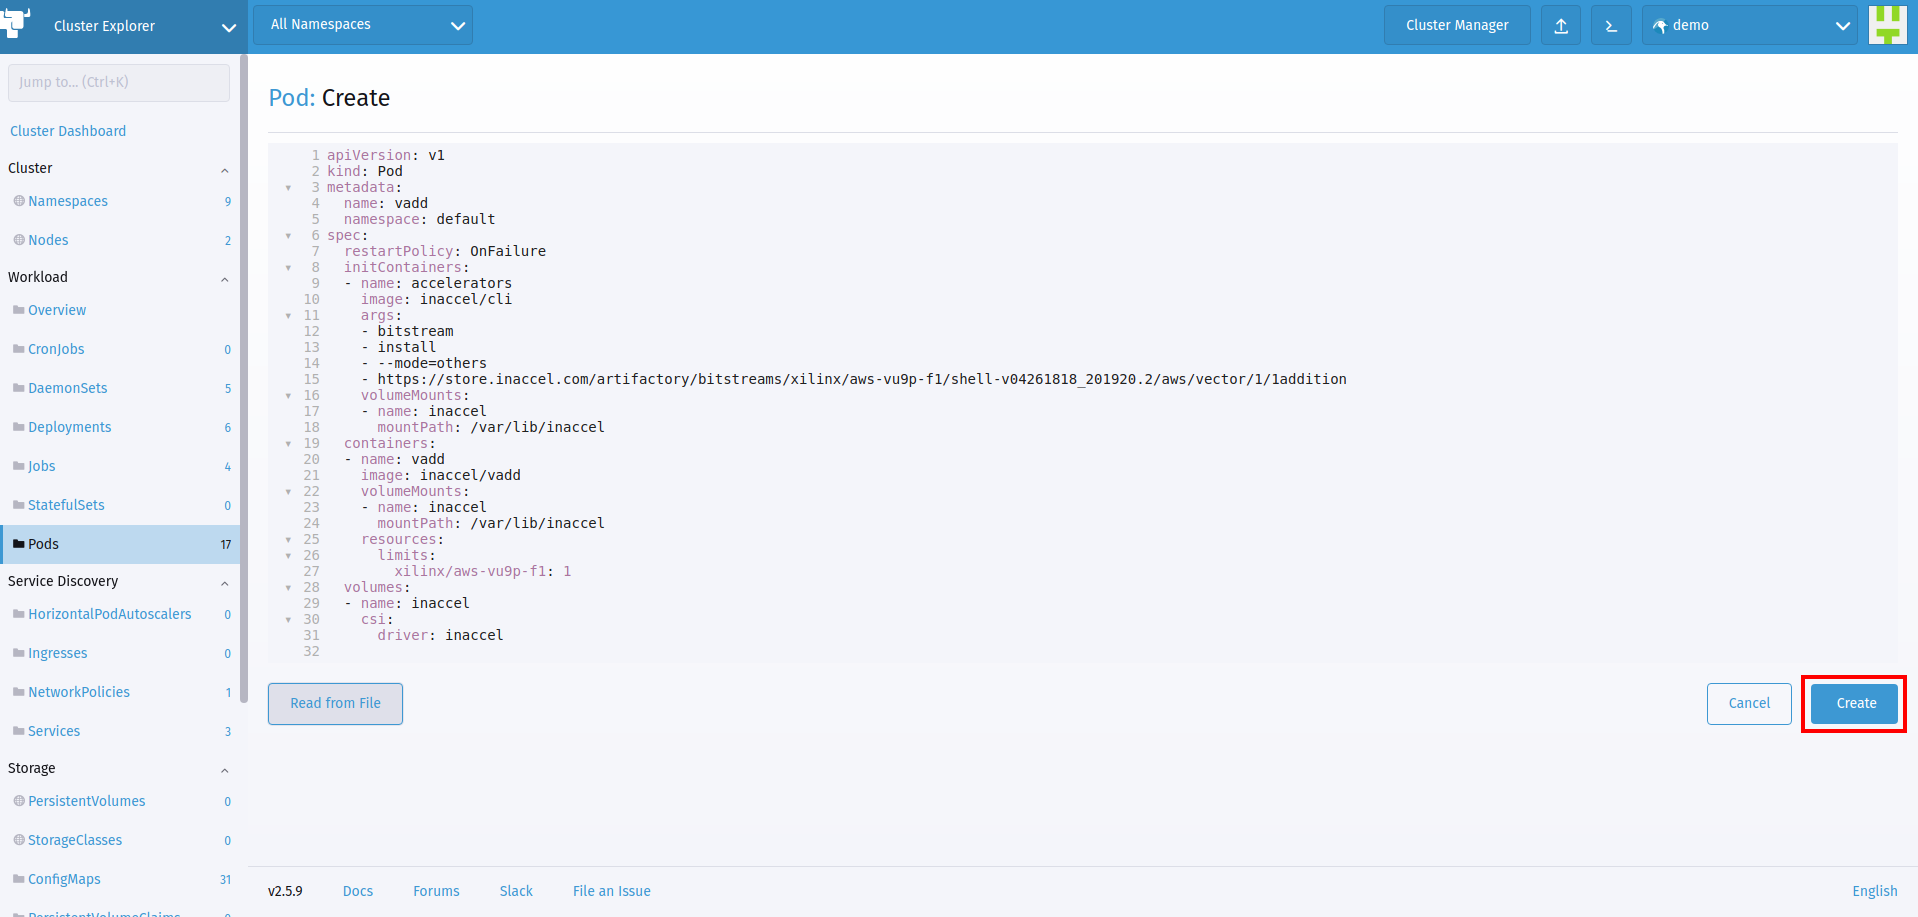 Cluster Explorer
All Namespaces
Cluster Manager
demo
Jump to... (Ctrl+K)
Cluster Dashboard
Cluster
Namespaces 9
Nodes 2
Workload
Overview
CronJobs 0
DaemonSets 5
Deployments 6
Jobs 4
StatefulSets 0
Pods 17
Service Discovery
HorizontalPodAutoscalers 0
Ingresses 0
NetworkPolicies 1
Services 3
Storage
PersistentVolumes 0
StorageClasses 0
ConfigMaps 31
PersistentVolumeClaims 0
Pod: Create
1 apiVersion: v1
2 kind: Pod
3 metadata:
4   name: vadd
5   namespace: default
6 spec:
7   restartPolicy: OnFailure
8   initContainers:
9   - name: accelerators
10     image: inaccel/cli
11     args:
12     - bitstream
13     - install
14     - --mode=others
15     - https://store.inaccel.com/artifactory/bitstreams/xilinx/aws-vu9p-f1/shell-v04261818_201920.2/aws/vector/1/1addition
16     volumeMounts:
17     - name: inaccel
18       mountPath: /var/lib/inaccel
19   containers:
20   - name: vadd
21     image: inaccel/vadd
22     volumeMounts:
23     - name: inaccel
24       mountPath: /var/lib/inaccel
25     resources:
26       limits:
27         xilinx/aws-vu9p-f1: 1
28   volumes:
29   - name: inaccel
30     csi:
31       driver: inaccel
32
Read from File
Cancel
Create
v2.5.9
Docs
Forums
Slack
File an Issue
English